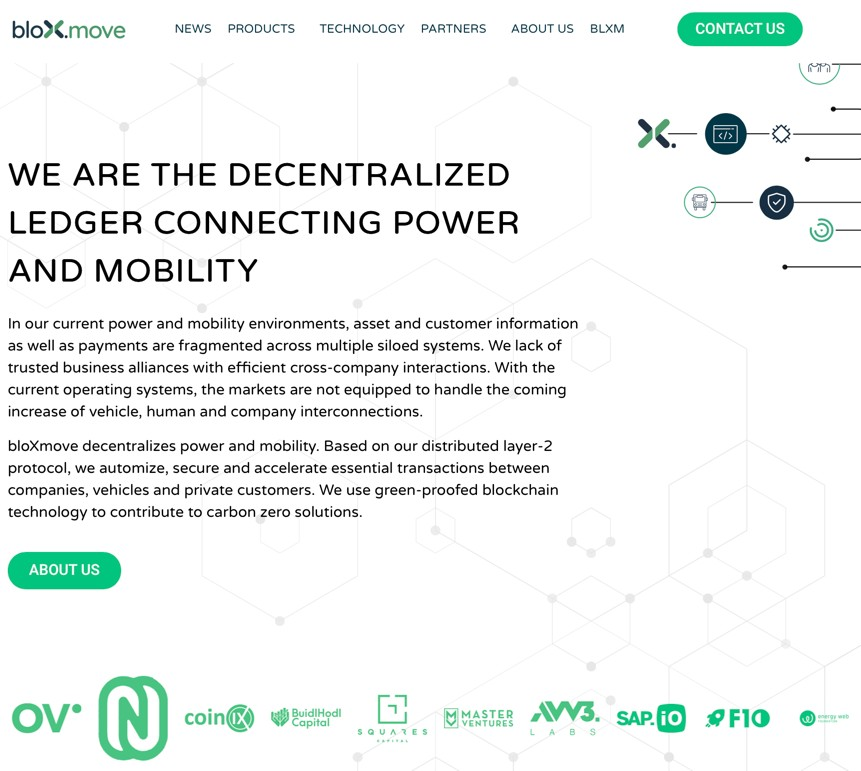 bloX.move
NEWS PRODUCTS TECHNOLOGY PARTNERS ABOUT US BLXM
CONTACT US
WE ARE THE DECENTRALIZED
LEDGER CONNECTING POWER
AND MOBILITY
In our current power and mobility environments, asset and customer information
as well as payments are fragmented across multiple siloed systems. We lack of
trusted business alliances with efficient cross-company interactions. With the
current operating systems, the markets are not equipped to handle the coming
increase of vehicle, human and company interconnections.
bloXmove decentralizes power and mobility. Based on our distributed layer-2
protocol, we automize, secure and accelerate essential transactions between
companies, vehicles and private customers. We use green-proofed blockchain
technology to contribute to carbon zero solutions.
ABOUT US
OV
N
coinIX
BuidlHodl
Capital
SQUARES
CAPITAL
MASTER
VENTURES
AVV3.
LABS
SAP.iO
F10
energy web